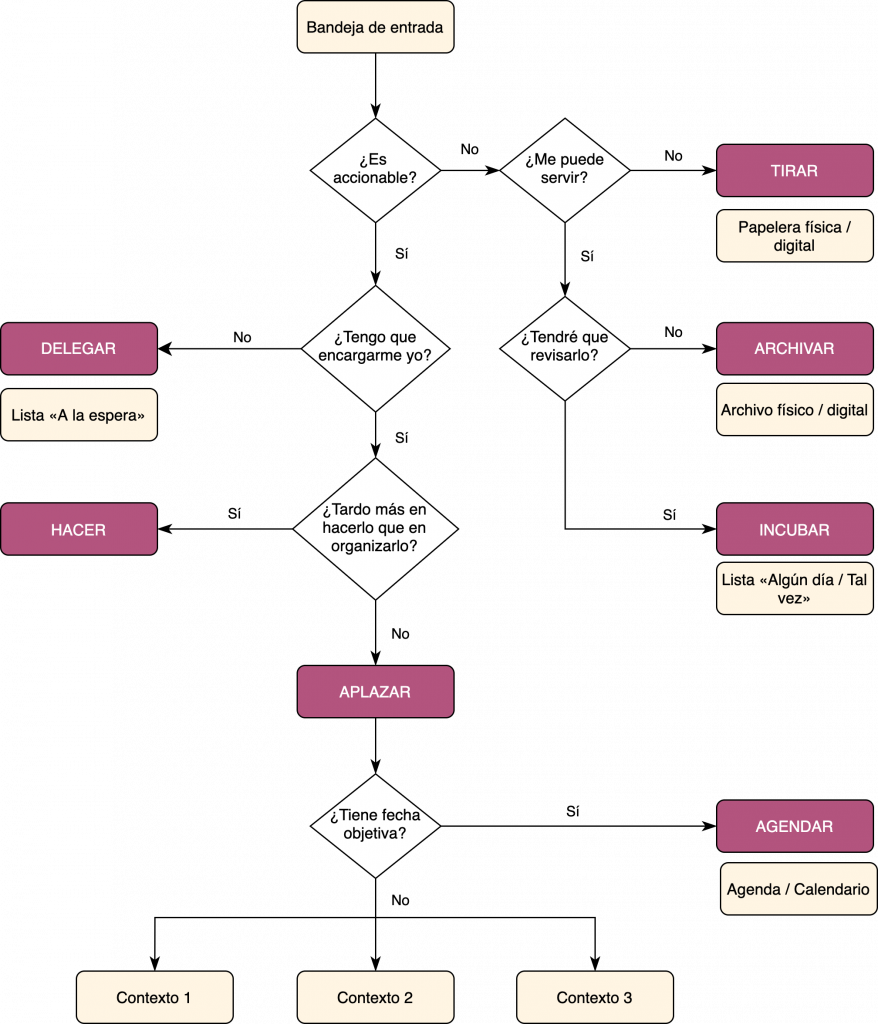 Bandeja de entrada
¿Es
accionable?
No
¿Me puede
servir?
No
TIRAR
Papelera física /
digital
Sí
Sí
¿Tengo que
encargarme yo?
No
DELEGAR
Lista «A la espera»
¿Tendré que
revisarlo?
No
ARCHIVAR
Archivo físico / digital
Sí
¿Tardo más en
hacerlo que en
organizarlo?
Sí
HACER
Sí
INCUBAR
Lista «Algún día / Tal
vez»
No
APLAZAR
¿Tiene fecha
objetiva?
Sí
AGENDAR
Agenda / Calendario
No
Contexto 1
Contexto 2
Contexto 3